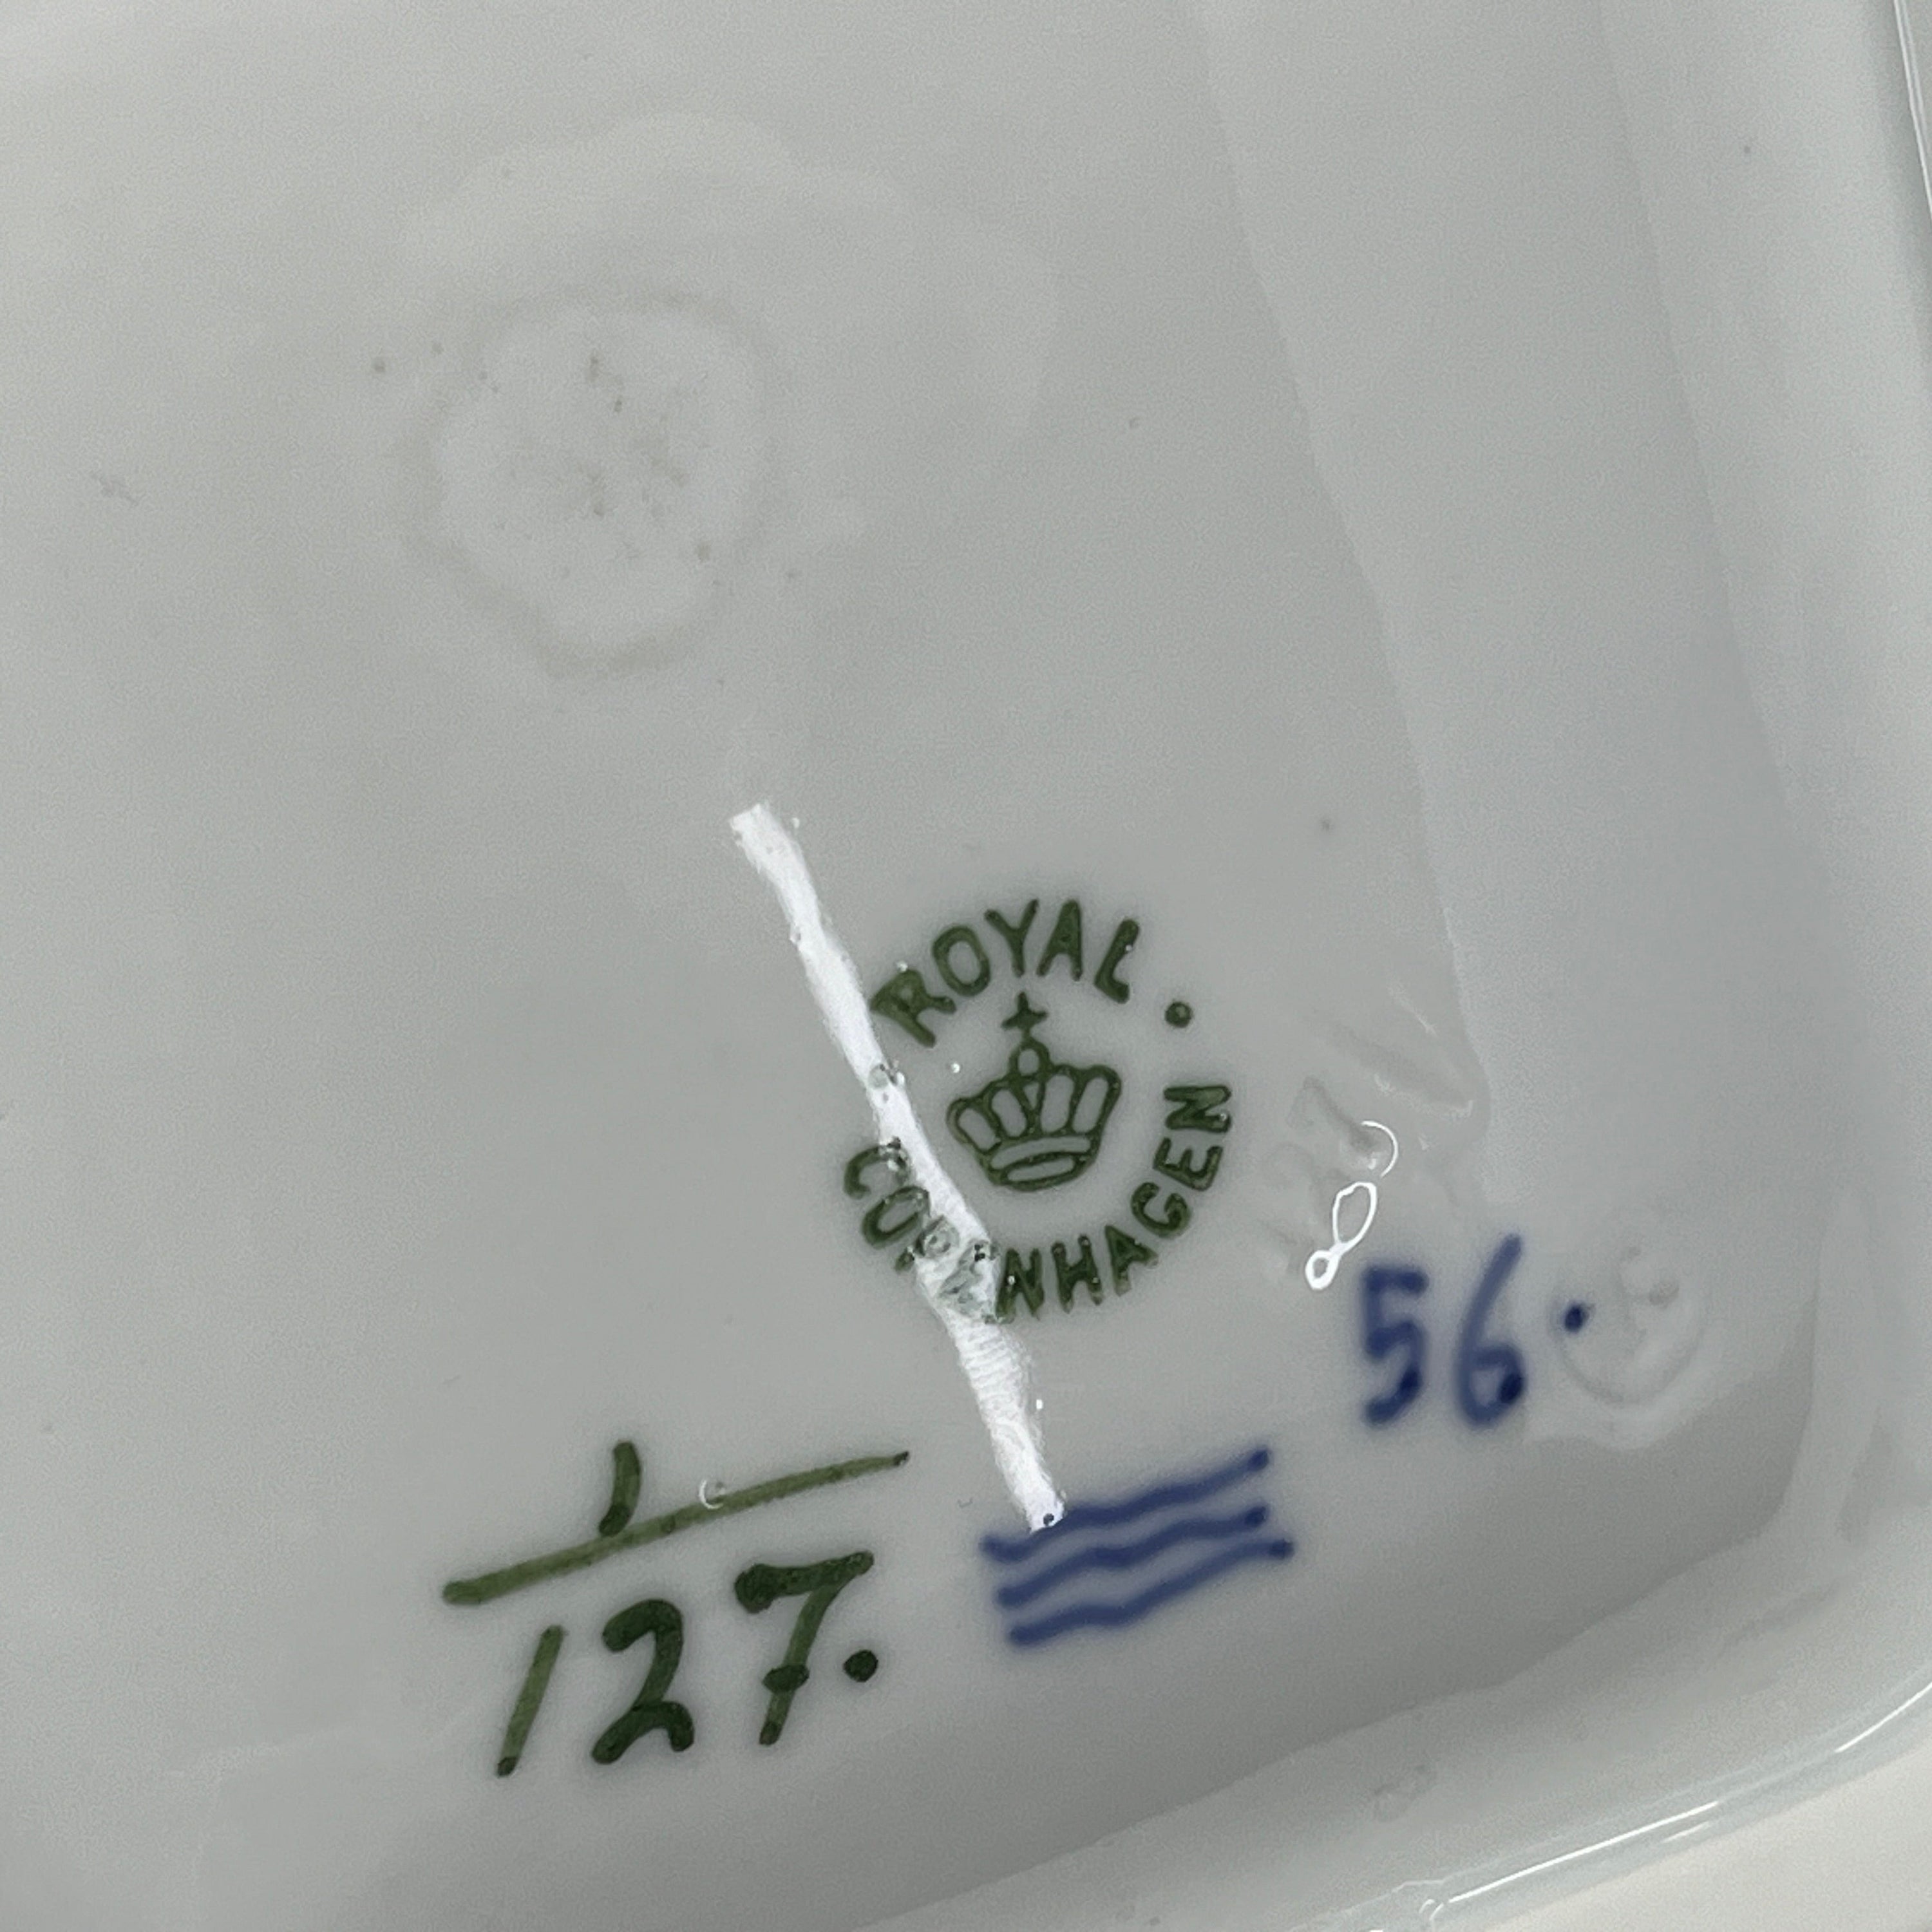 ROYAL.
COPENHAGEN
56.
1
127.